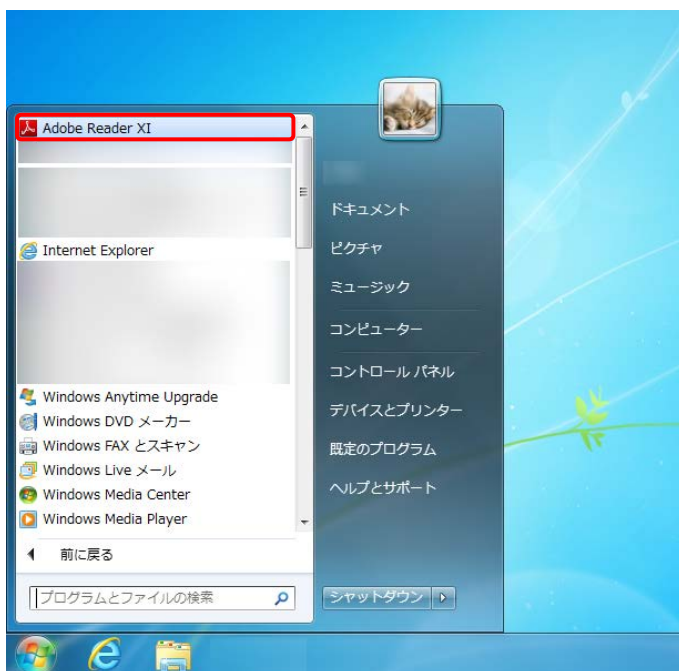 Adobe Reader XI
Internet Explorer
Windows Anytime Upgrade
Windows DVD メーカー
Windows FAX とスキャン
Windows Live メール
Windows Media Center
Windows Media Player
前に戻る
プログラムとファイルの検索
ドキュメント
ピクチャ
ミュージック
コンピューター
コントロール パネル
デバイスとプリンター
既定のプログラム
ヘルプとサポート
シャットダウン